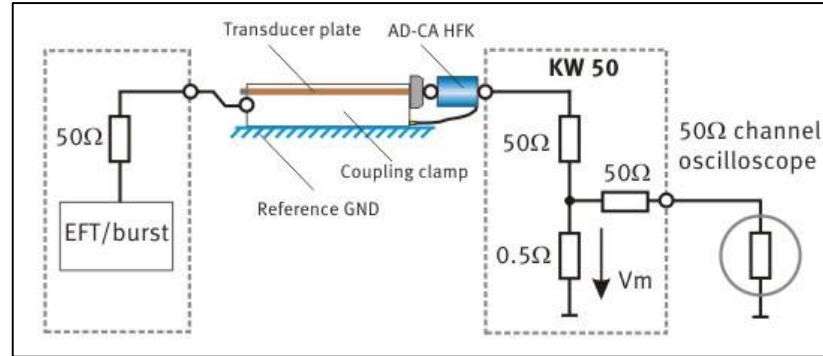 Transducer plate
AD-CA HFK
KW 50
50Ω
EFT/burst
Coupling clamp
Reference GND
50Ω
50Ω
0.5Ω
Vm
50Ω channel
oscilloscope